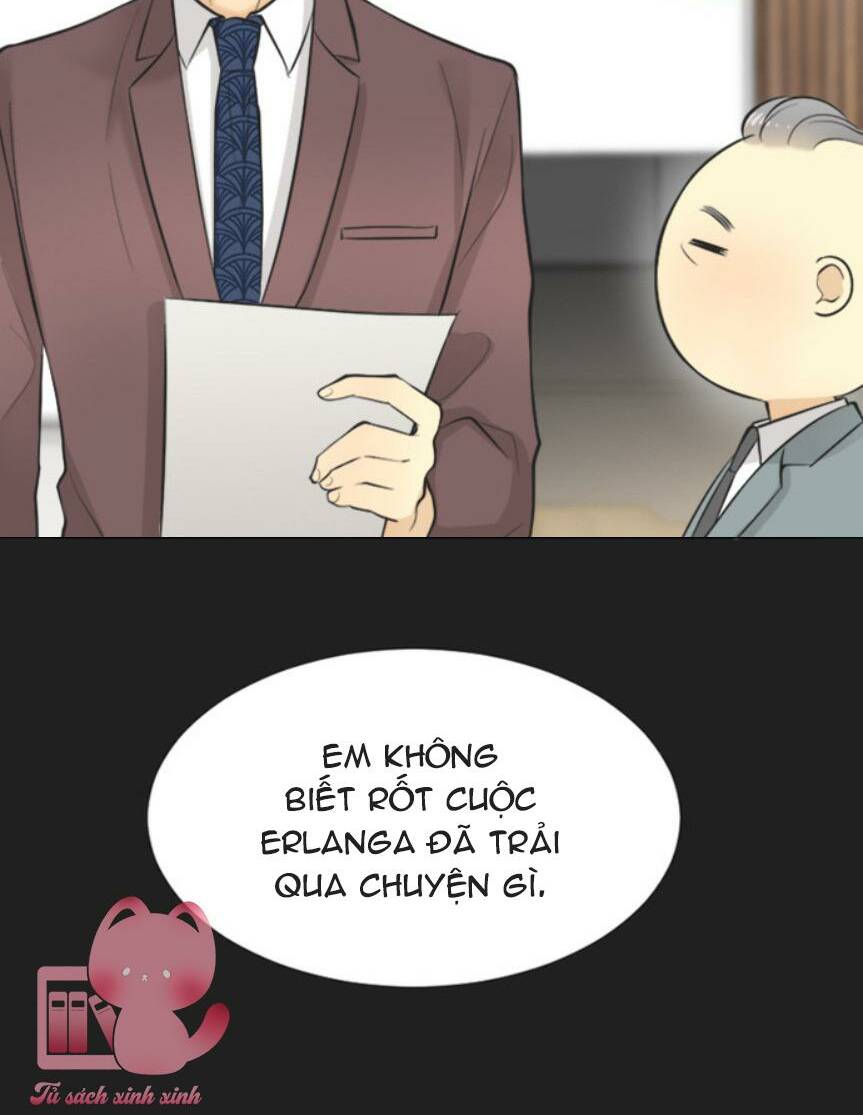 EM KHÔNG
BIẾT RỐT CUỘC
ERLANGA ĐÃ TRẢI
QUA CHUYỆN GÌ.
Tủ sách xinh xinh